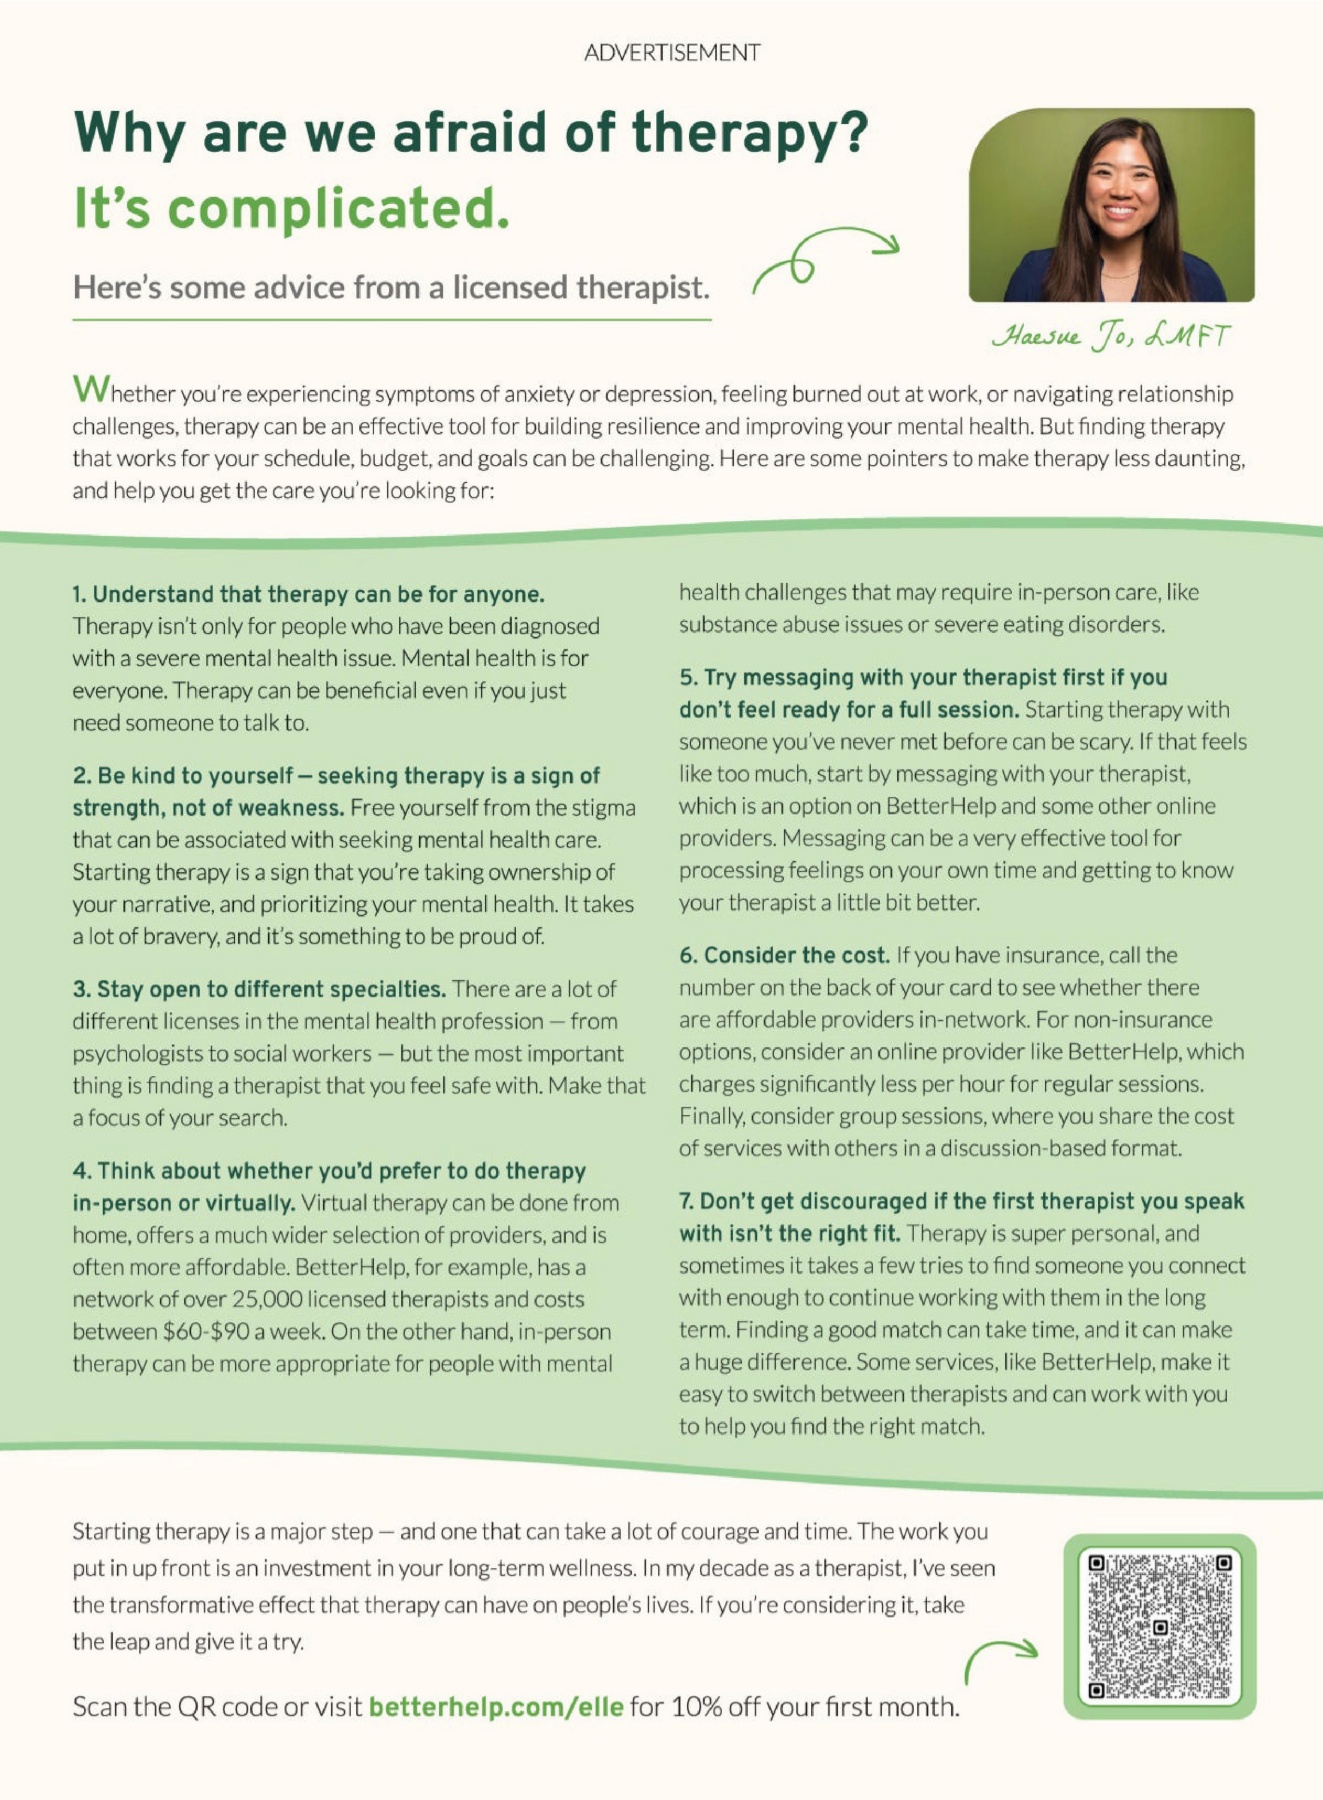 ADVERTISEMENT
Why are we afraid of therapy?
It's complicated.
Here's some advice from a licensed therapist.
Haesue Jo, LMFT
Whether you're experiencing symptoms of anxiety or depression, feeling burned out at work, or navigating relationship
challenges, therapy can be an effective tool for building resilience and improving your mental health. But finding therapy
that works for your schedule, budget, and goals can be challenging. Here are some pointers to make therapy less daunting,
and help you get the care you're looking for:
1. Understand that therapy can be for anyone.
Therapy isn't only for people who have been diagnosed
with a severe mental health issue. Mental health is for
everyone. Therapy can be beneficial even if you just
need someone to talk to.
2. Be kind to yourself – seeking therapy is a sign of
strength, not of weakness. Free yourself from the stigma
that can be associated with seeking mental health care.
Starting therapy is a sign that you're taking ownership of
your narrative, and prioritizing your mental health. It takes
a lot of bravery, and it's something to be proud of.
3. Stay open to different specialties. There are a lot of
different licenses in the mental health profession — from
psychologists to social workers — but the most important
thing is finding a therapist that you feel safe with. Make that
a focus of your search.
4. Think about whether you'd prefer to do therapy
in-person or virtually. Virtual therapy can be done from
home, offers a much wider selection of providers, and is
often more affordable. BetterHelp, for example, has a
network of over 25,000 licensed therapists and costs
between $60-$90 a week. On the other hand, in-person
therapy can be more appropriate for people with mental
health challenges that may require in-person care, like
substance abuse issues or severe eating disorders.
5. Try messaging with your therapist first if you
don't feel ready for a full session. Starting therapy with
someone you've never met before can be scary. If that feels
like too much, start by messaging with your therapist,
which is an option on BetterHelp and some other online
providers. Messaging can be a very effective tool for
processing feelings on your own time and getting to know
your therapist a little bit better.
6. Consider the cost. If you have insurance, call the
number on the back of your card to see whether there
are affordable providers in-network. For non-insurance
options, consider an online provider like BetterHelp, which
charges significantly less per hour for regular sessions.
Finally, consider group sessions, where you share the cost
of services with others in a discussion-based format.
7. Don't get discouraged if the first therapist you speak
with isn't the right fit. Therapy is super personal, and
sometimes it takes a few tries to find someone you connect
with enough to continue working with them in the long
term. Finding a good match can take time, and it can make
a huge difference. Some services, like BetterHelp, make it
easy to switch between therapists and can work with you
to help you find the right match.
Starting therapy is a major step — and one that can take a lot of courage and time. The work you
put in up front is an investment in your long-term wellness. In my decade as a therapist, I've seen
the transformative effect that therapy can have on people's lives. If you're considering it, take
the leap and give it a try.
Scan the QR code or visit betterhelp.com/elle for 10% off your first month.